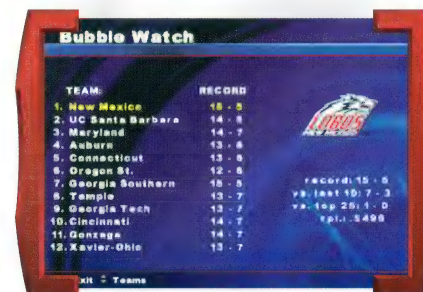 Bubble Watch
TEAM: RECORD
1. New Mexico 15 - 5
2. UC Santa Barbara 14 - 5
3. Maryland 14 - 7
4. Auburn 13 - 6
5. Connecticut 13 - 6
6. Oregon St. 12 - 6
7. Georgia Southern 15 - 5
8. Temple 13 - 7
9. Georgia Tech 13 - 7
10. Cincinnati 14 - 7
11. Gonzaga 14 - 7
12. Xavier-Ohio 13 - 7
LOBOS
record: 15 - 5
vs. last 10: 7 - 3
vs. top 25: 1 - 0
rpi.: .5496
Exit Teams